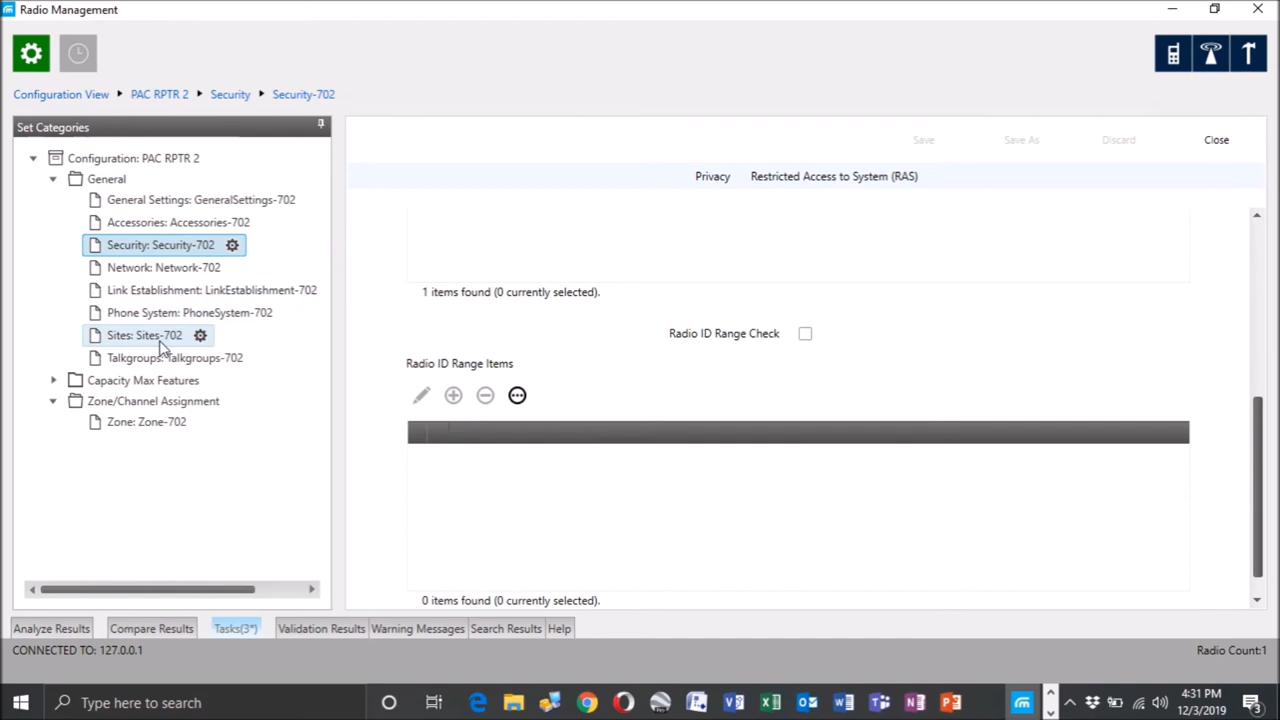 Radio Management
Configuration View PAC RPTR 2 Security Security-702
Set Categories
Configuration: PAC RPTR 2
General
General Settings: GeneralSettings-702
Accessories: Accessories-702
Security: Security-702
Network: Network-702
Link Establishment: LinkEstablishment-702
Phone System: PhoneSystem-702
Sites: Sites-702
Talkgroups: Talkgroups-702
Capacity Max Features
Zone/Channel Assignment
Zone: Zone-702
Save Save As Discard Close
Privacy Restricted Access to System (RAS)
1 items found (0 currently selected).
Radio ID Range Check
Radio ID Range Items
0 items found (0 currently selected).
Analyze Results Compare Results Tasks(3*) Validation Results Warning Messages Search Results Help
CONNECTED TO: 127.0.0.1 Radio Count:1
Type here to search
4:31 PM
12/3/2019
3